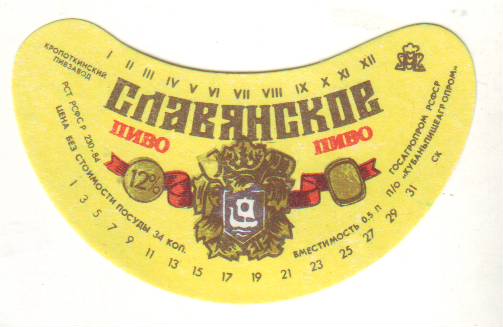 КРОПОТКИНСКИЙ
ПИВЗАВОД
I II III IV V VI VII VIII IX X XI XII
СЛАВЯНСКОЕ
ПИВО ПИВО
12%
РСТ РСФСР 230-84
ЦЕНА БЕЗ СТОИМОСТИ ПОСУДЫ 34 КОП.
ВМЕСТИМОСТЬ 0.5 Л
ГОСАГРОПРОМ РСФСР
П/О „КУБАНЬПИЩЕАГРОПРОМ"
СК
1 3 5 7 9 11 13 15 17 19 21 23 25 27 29 31